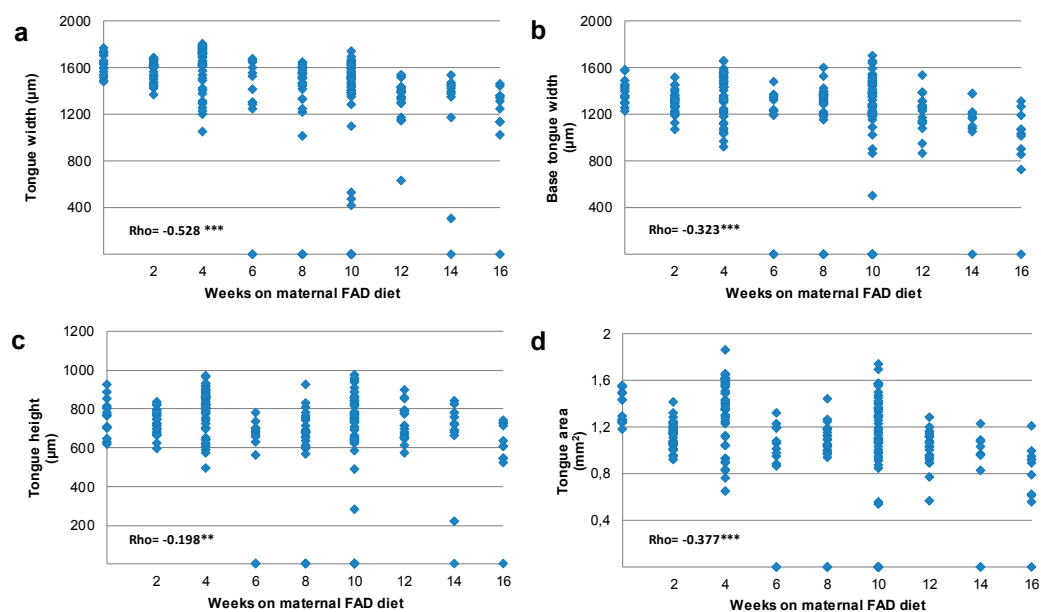 a
Tongue width (µm)
2000
1600
1200
800
400
Rho= -0.528 ***
2 4 6 8 10 12 14 16
Weeks on maternal FAD diet
b
Base tongue width
(µm)
2000
1600
1200
800
400
Rho= -0.323***
2 4 6 8 10 12 14 16
Weeks on maternal FAD diet
c
Tongue height
(µm)
1200
1000
800
600
400
200
Rho= -0.198**
2 4 6 8 10 12 14 16
Weeks on maternal FAD diet
d
Tongue area
(mm²)
2
1,6
1,2
0,8
0,4
Rho= -0.377***
2 4 6 8 10 12 14 16
Weeks on maternal FAD diet